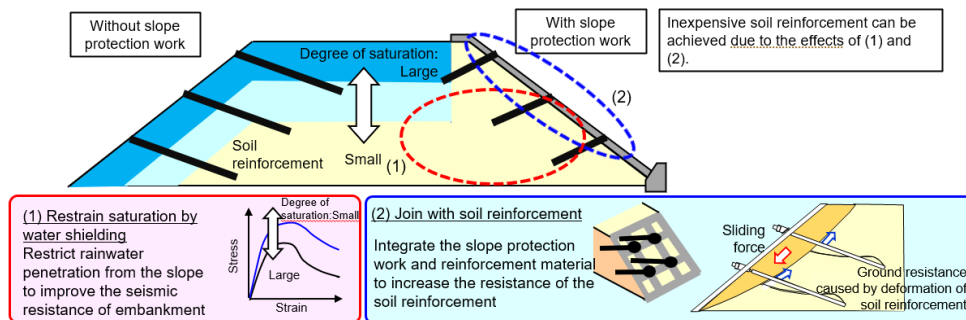 Without slope
protection work
Degree of saturation:
Large
With slope
protection work
Inexpensive soil reinforcement can be
achieved due to the effects of (1) and
(2).
(2)
Soil
reinforcement
Small
(1)
(1) Restrain saturation by
water shielding
Restrict rainwater
penetration from the slope
to improve the seismic
resistance of embankment
Degree of
saturation:Small
Large
Stress
Strain
(2) Join with soil reinforcement
Integrate the slope protection
work and reinforcement material
to increase the resistance of the
soil reinforcement
Sliding
force
Ground resistance
caused by deformation of
soil reinforcement